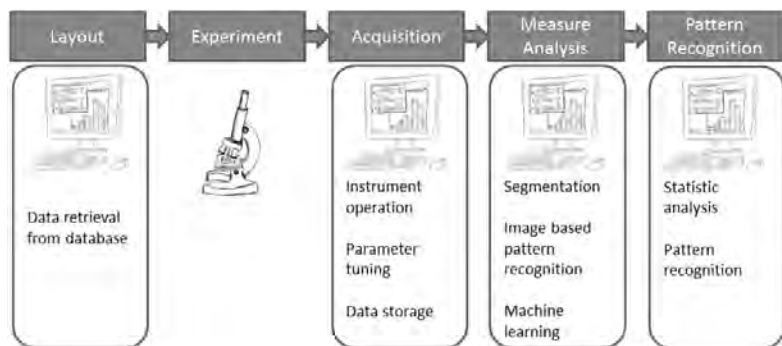 Layout
Experiment
Acquisition
Measure
Analysis
Pattern
Recognition
Data retrieval
from database
Instrument
operation
Parameter
tuning
Data storage
Segmentation
Image based
pattern
recognition
Machine
learning
Statistic
analysis
Pattern
recognition